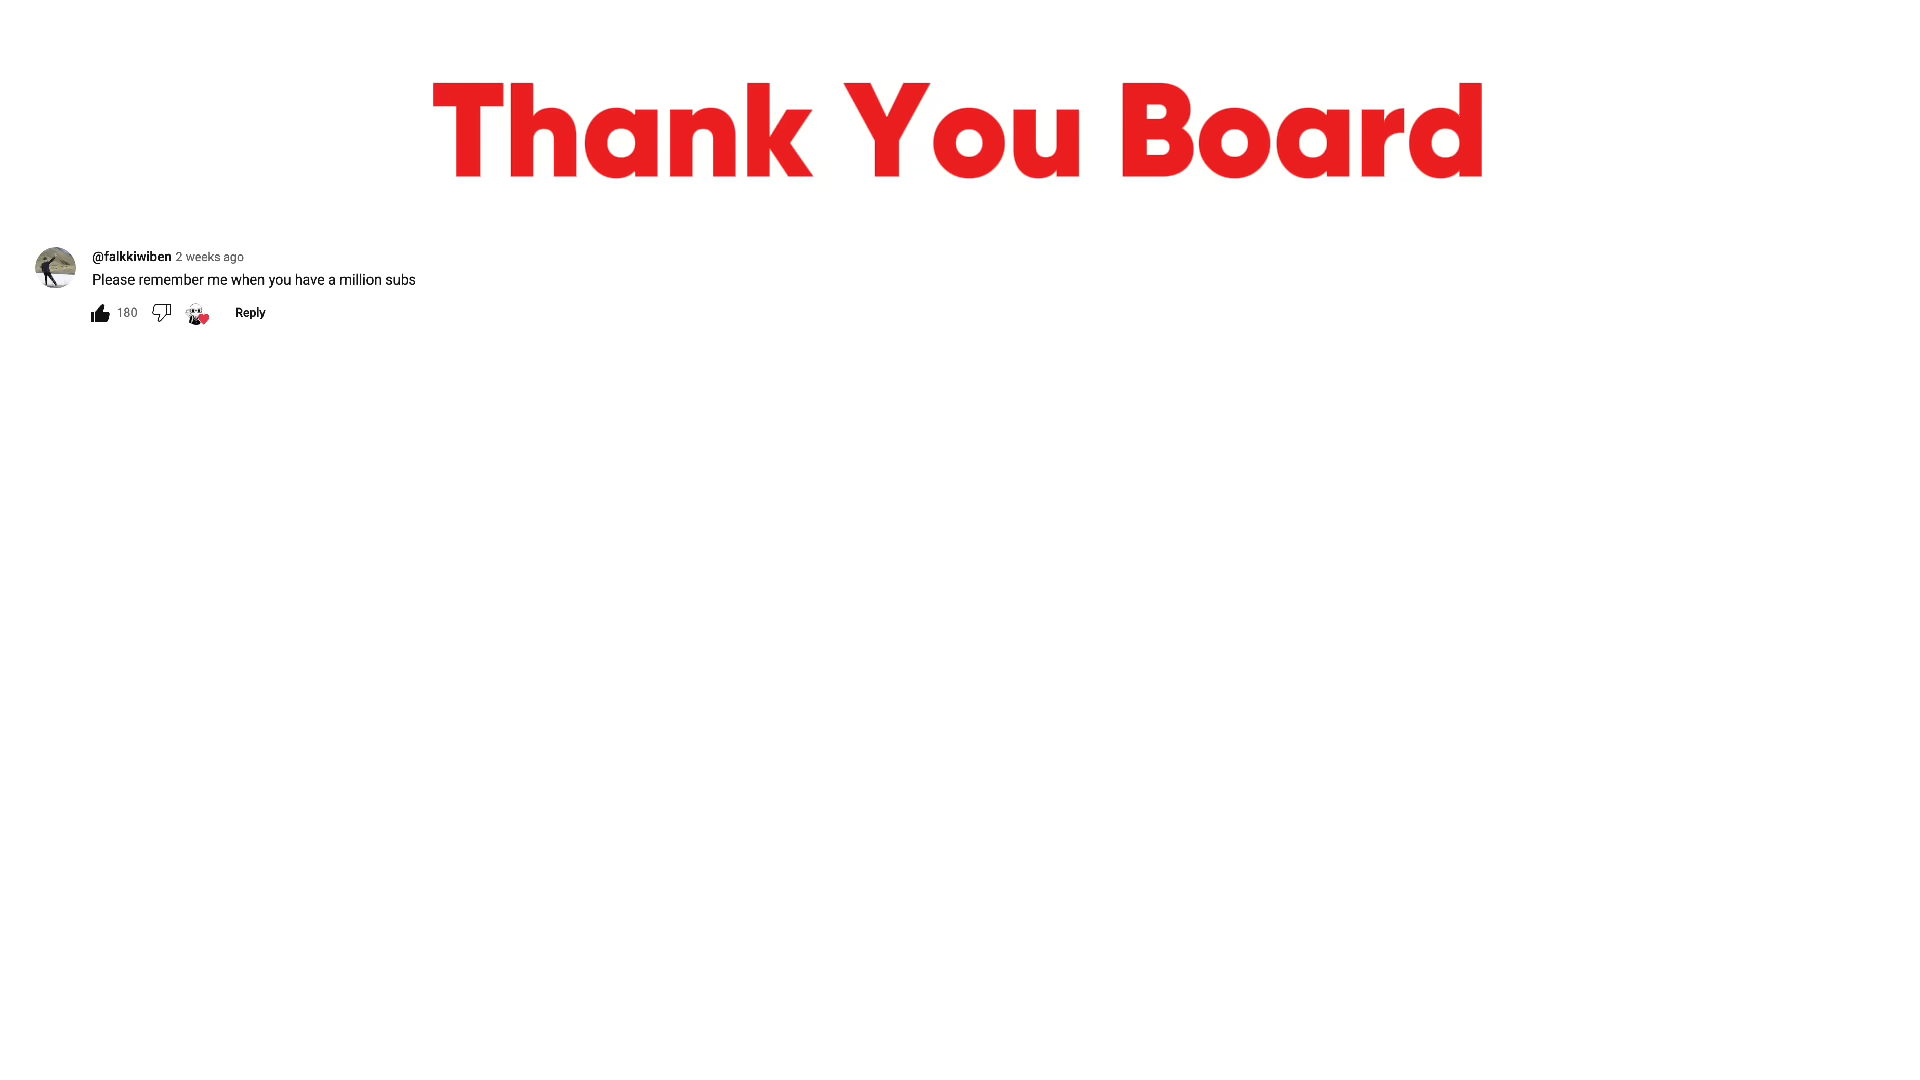 Thank You Board
@falkkiwiben 2 weeks ago
Please remember me when you have a million subs
180 Reply